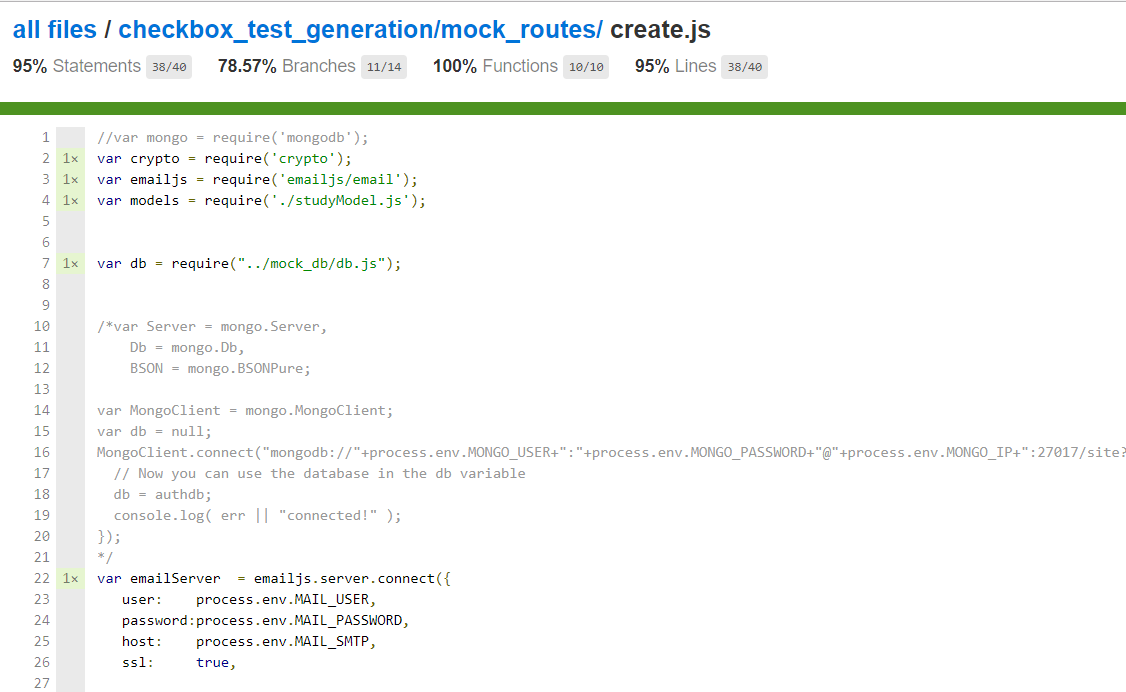 all files / checkbox_test_generation/mock_routes/ create.js
95% Statements 38/40 78.57% Branches 11/14 100% Functions 10/10 95% Lines 38/40
1 //var mongo = require('mongodb');
2 1× var crypto = require('crypto');
3 1× var emailjs = require('emailjs/email');
4 1× var models = require('./studyModel.js');
5
6
7 1× var db = require("../mock_db/db.js");
8
9
10 /*var Server = mongo.Server,
11     Db = mongo.Db,
12     BSON = mongo.BSONPure;
13
14 var MongoClient = mongo.MongoClient;
15 var db = null;
16 MongoClient.connect("mongodb://"+process.env.MONGO_USER+":"+process.env.MONGO_PASSWORD+"@"+process.env.MONGO_IP+":27017/site?
17   // Now you can use the database in the db variable
18   db = authdb;
19   console.log( err || "connected!" );
20 });
21 */
22 1× var emailServer  = emailjs.server.connect({
23    user:    process.env.MAIL_USER,
24    password:process.env.MAIL_PASSWORD,
25    host:    process.env.MAIL_SMTP,
26    ssl:     true,
27